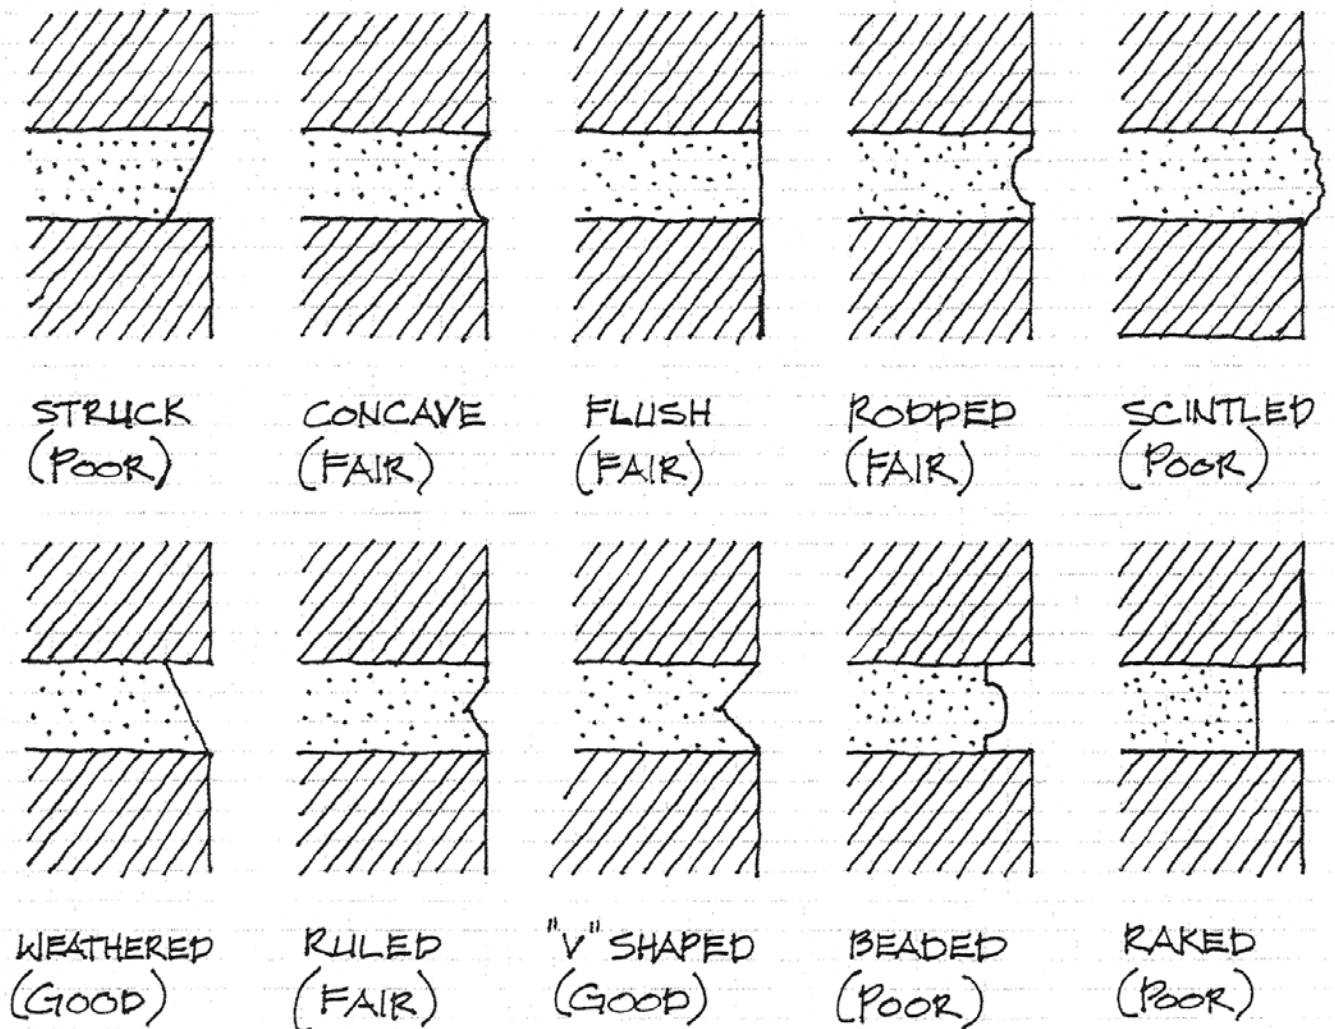 STRUCK
(POOR)
CONCAVE
(FAIR)
FLUSH
(FAIR)
RODDED
(FAIR)
SCINTLED
(POOR)
WEATHERED
(GOOD)
RULED
(FAIR)
"V" SHAPED
(GOOD)
BEADED
(POOR)
RAKED
(POOR)